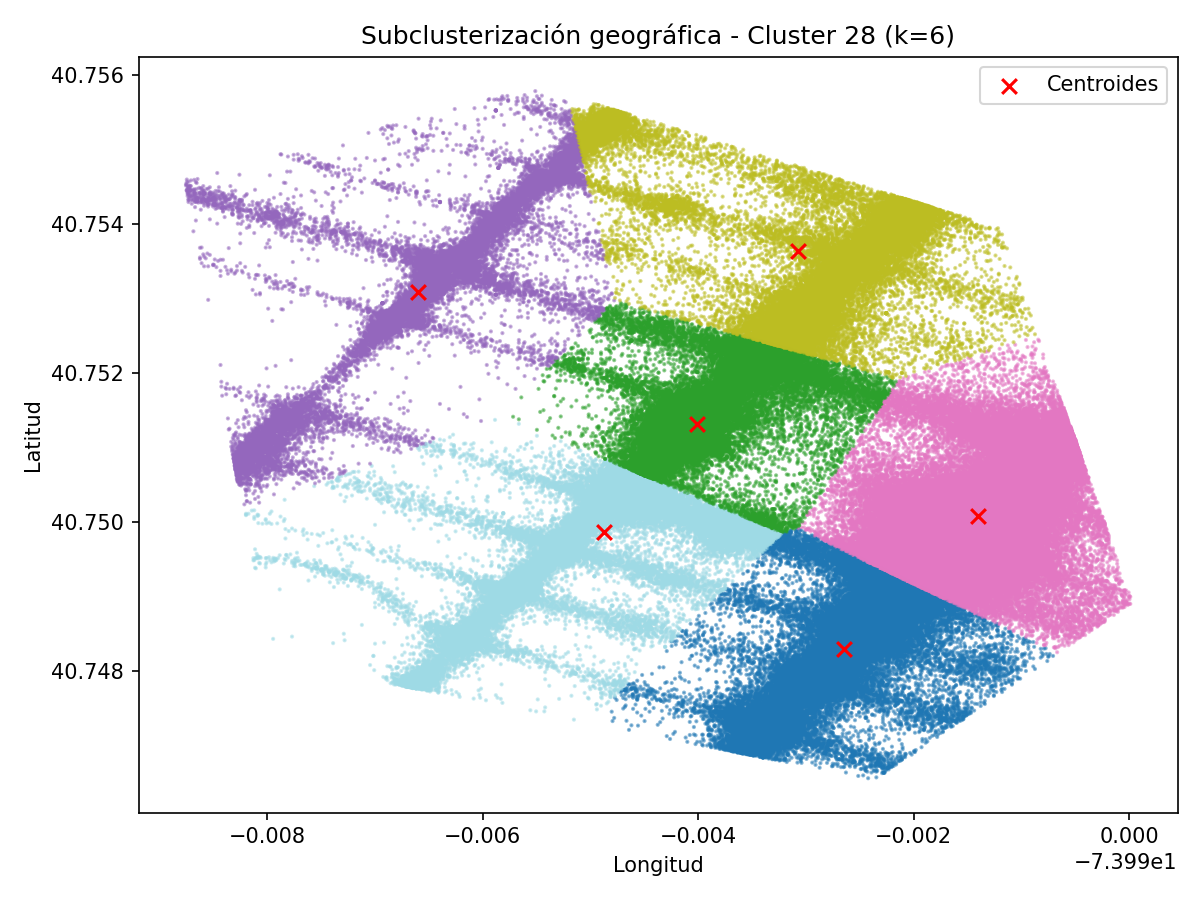 Subclusterización geográfica - Cluster 28 (k=6)
Centroides
40.756
40.754
40.752
40.750
40.748
Latitud
−0.008 −0.006 −0.004 −0.002 0.000
−7.399e1
Longitud